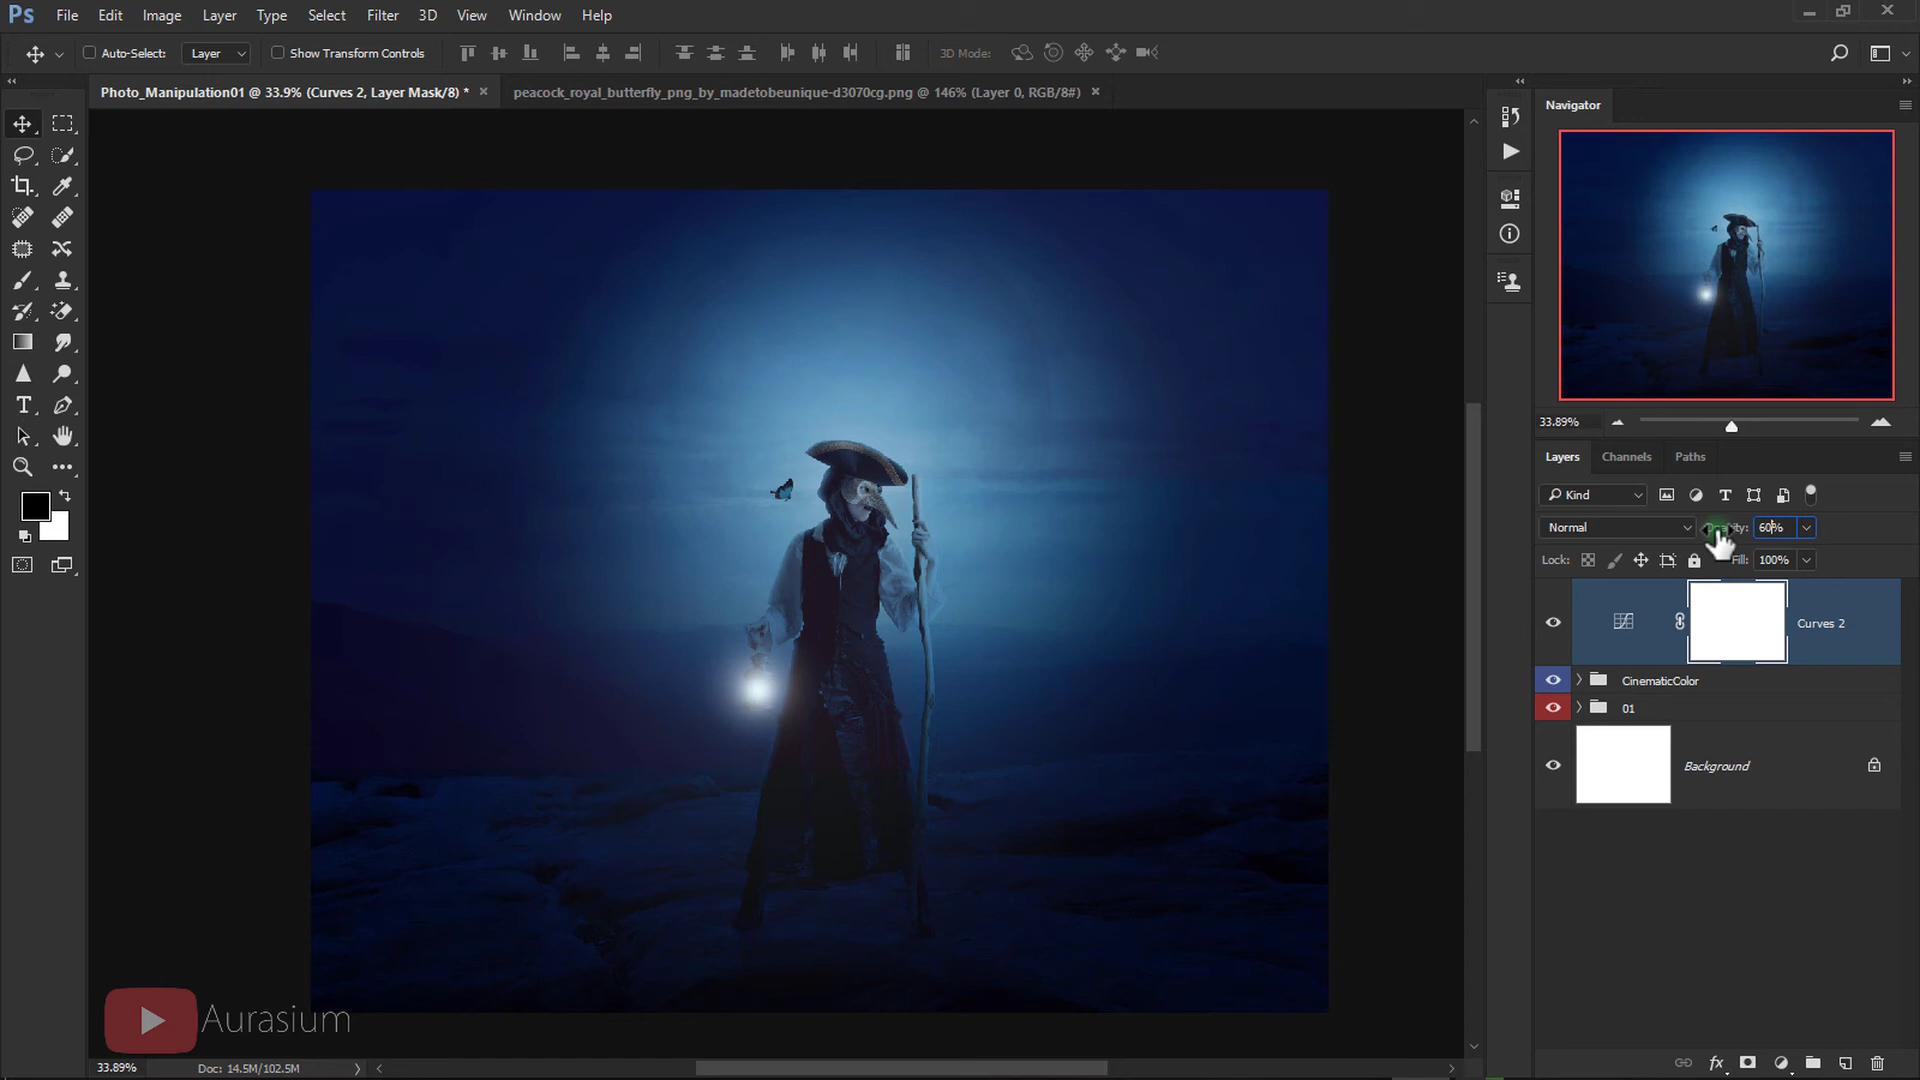 Ps File Edit Image Layer Type Select Filter 3D View Window Help
Auto-Select: Layer Show Transform Controls 3D Mode:
Photo_Manipulation01 @ 33.9% (Curves 2, Layer Mask/8) * × peacock_royal_butterfly_png_by_madetobeunique-d3070cg.png @ 146% (Layer 0, RGB/8#) ×
Navigator
33.89%
Layers Channels Paths
Kind
Normal 60%
Lock: Fill: 100%
Curves 2
CinematicColor
01
Background
Aurasium
33.89% Doc: 14.5M/102.5M